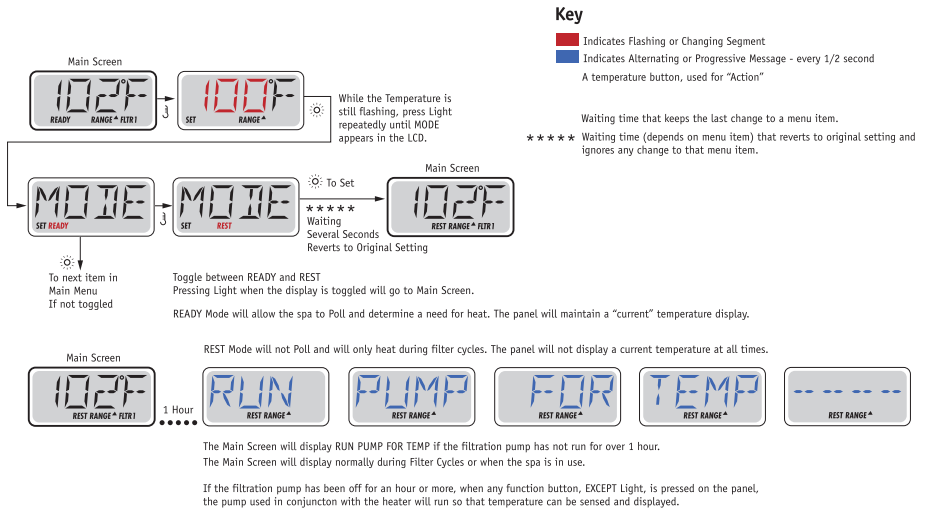 Key
Indicates Flashing or Changing Segment
Indicates Alternating or Progressive Message - every 1/2 second
A temperature button, used for “Action”
Waiting time that keeps the last change to a menu item.
***** Waiting time (depends on menu item) that reverts to original setting and
ignores any change to that menu item.
Main Screen
102°F
READY RANGE FLTR1
100°F
SET RANGE
While the Temperature is
still flashing, press Light
repeatedly until MODE
appears in the LCD.
MODE
SET READY
MODE
SET REST
To Set
*****
Waiting
Several Seconds
Reverts to Original Setting
Main Screen
102°F
REST RANGE FLTR1
To next item in
Main Menu
If not toggled
Toggle between READY and REST
Pressing Light when the display is toggled will go to Main Screen.
READY Mode will allow the spa to Poll and determine a need for heat. The panel will maintain a “current” temperature display.
REST Mode will not Poll and will only heat during filter cycles. The panel will not display a current temperature at all times.
Main Screen
102°F
REST RANGE FLTR1
1 Hour
RUN
REST RANGE
PUMP
REST RANGE
FOR
REST RANGE
TEMP
REST RANGE
-----
REST RANGE
The Main Screen will display RUN PUMP FOR TEMP if the filtration pump has not run for over 1 hour.
The Main Screen will display normally during Filter Cycles or when the spa is in use.
If the filtration pump has been off for an hour or more, when any function button, EXCEPT Light, is pressed on the panel,
the pump used in conjuncton with the heater will run so that temperature can be sensed and displayed.